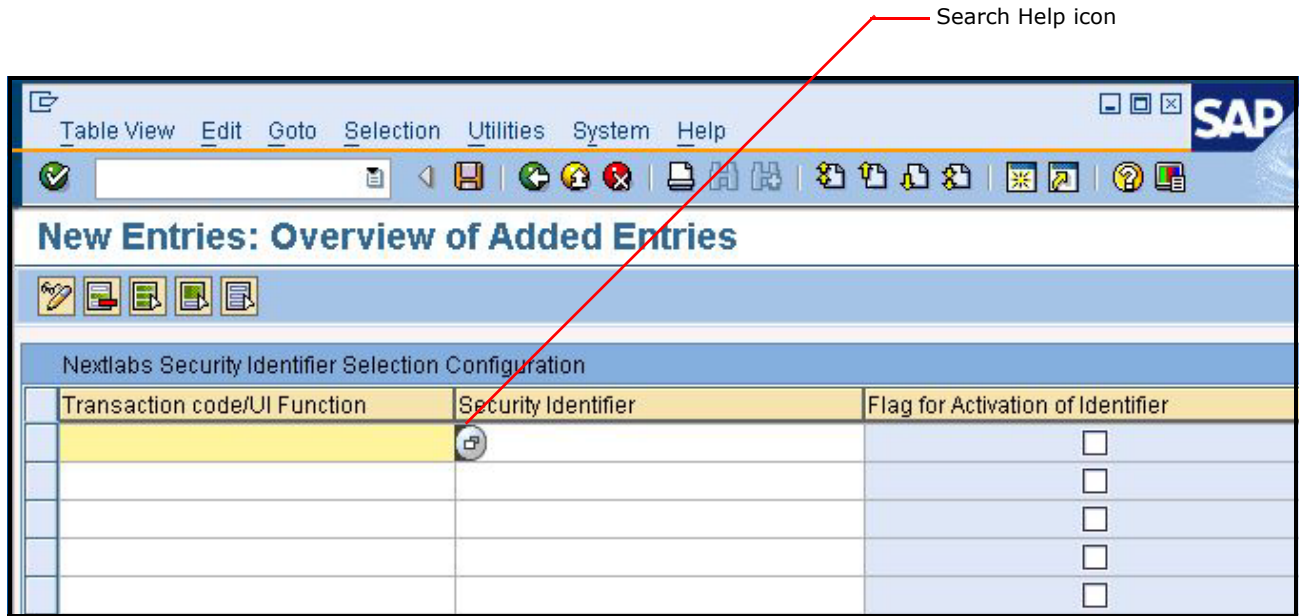 Search Help icon
Table View Edit Goto Selection Utilities System Help
SAP
New Entries: Overview of Added Entries
Nextlabs Security Identifier Selection Configuration
Transaction code/UI Function Security Identifier Flag for Activation of Identifier